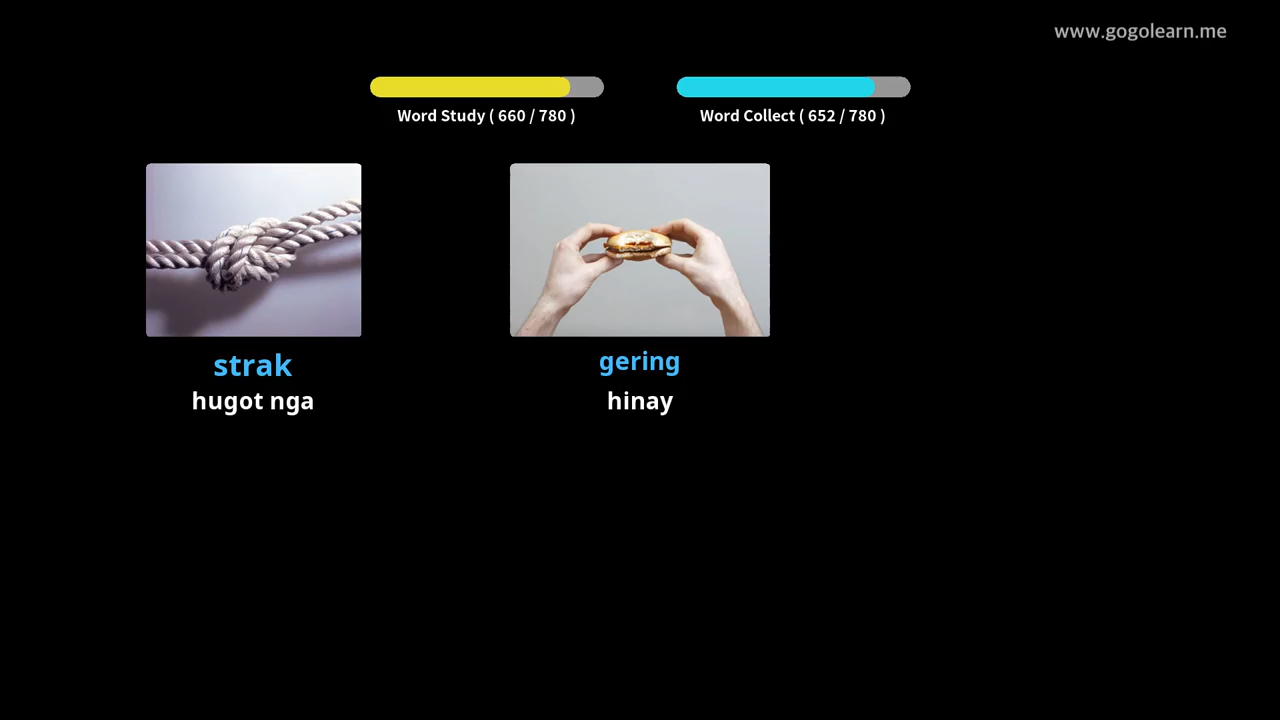 www.gogolearn.me
Word Study ( 660 / 780 )
Word Collect ( 652 / 780 )
strak
hugot nga
gering
hinay